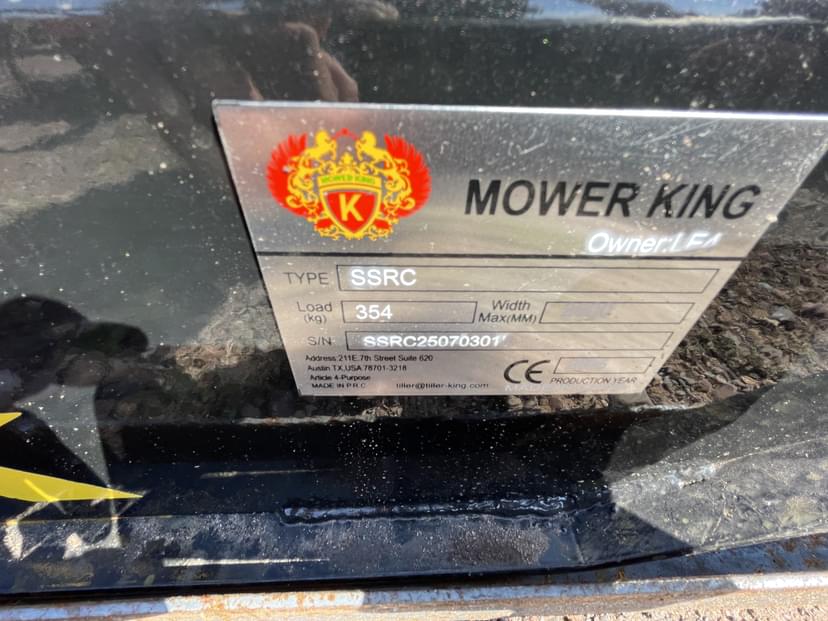 MOWER KING
K
MOWER KING
Owner:LE4
TYPE SSRC
Load (kg) 354 Width Max(MM)
S/N SSRC25070301
Address:211E,7th Street Suite 620
Austin TX,USA 78701-3218
Article 4-Purpose
MADE IN P.R.C tiller@tiller-king.com
CE PRODUCTION YEAR